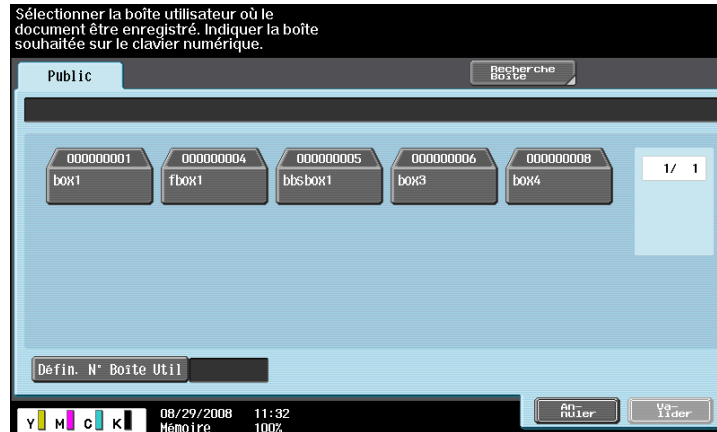 Sélectionner la boîte utilisateur où le
document être enregistré. Indiquer la boîte
souhaitée sur le clavier numérique.
Public
Recherche
Boîte
000000001
000000004
000000005
000000006
000000008
box1
fbox1
bbsbox1
box3
box4
1/ 1
Défin. N° Boîte Util
An-
nuler
Va-
lider
Y M C K
08/29/2008 11:32
Mémoire 100%